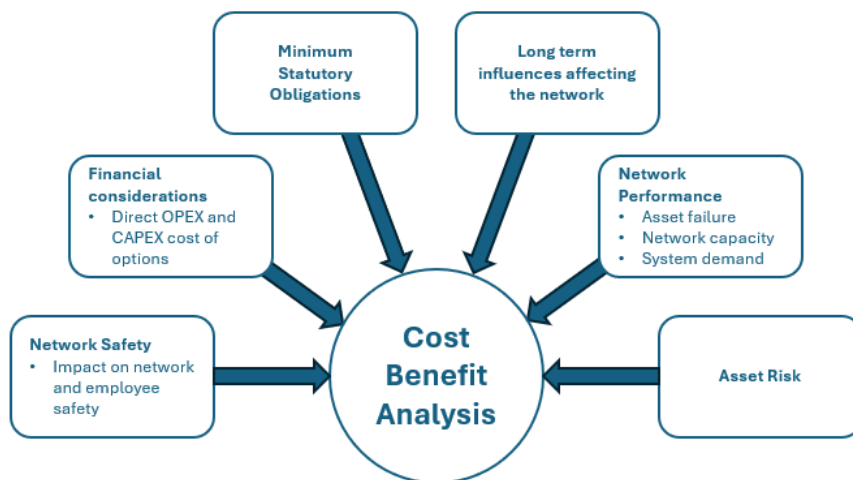 Minimum
Statutory
Obligations
Long term
influences affecting
the network
Financial
considerations
• Direct OPEX and
CAPEX cost of
options
Network
Performance
• Asset failure
• Network capacity
• System demand
Network Safety
• Impact on network
and employee
safety
Cost
Benefit
Analysis
Asset Risk